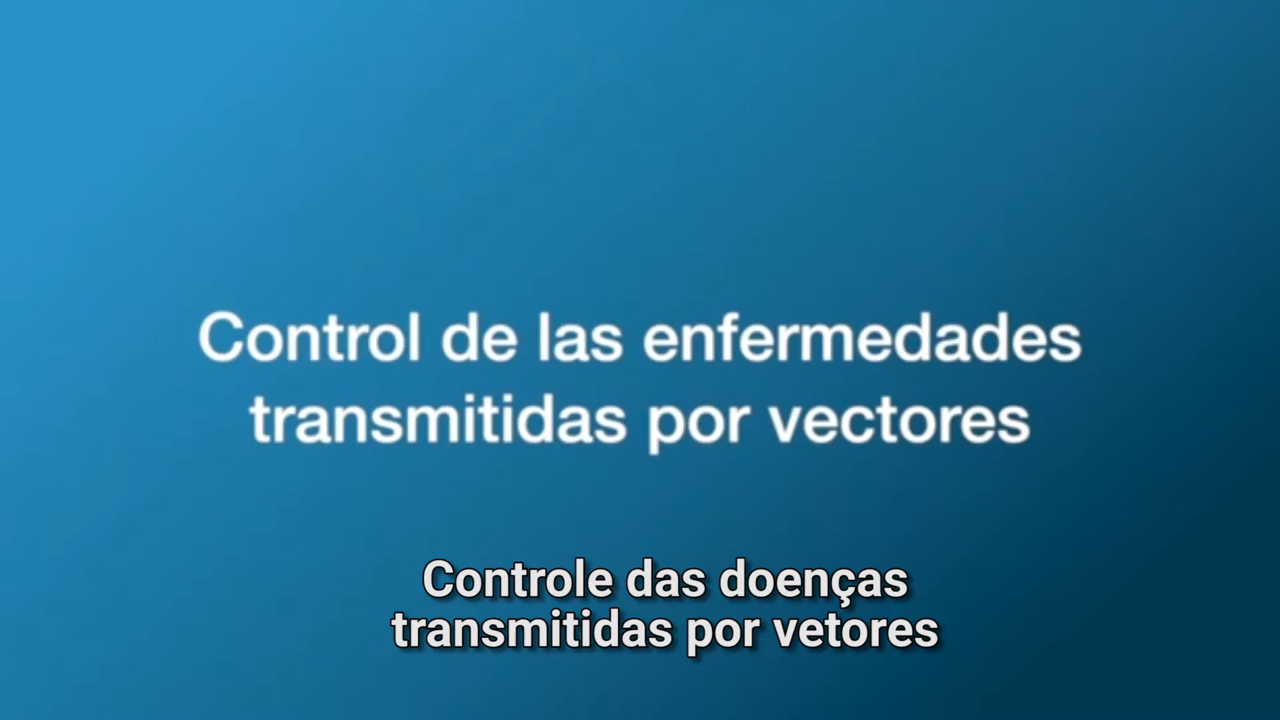 Control de las enfermedades
transmitidas por vectores
Controle das doenças
transmitidas por vetores